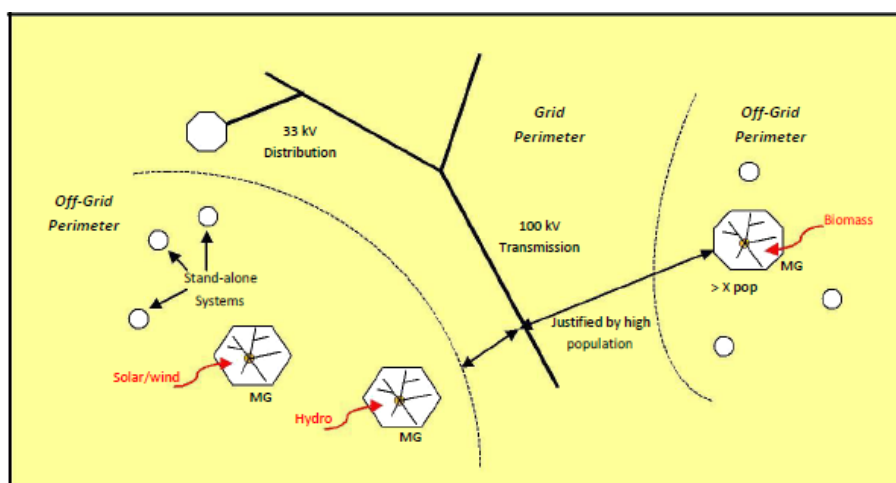 Grid
Perimeter
Off-Grid
Perimeter
33 kV
Distribution
Off-Grid
Perimeter
100 kV
Transmission
Biomass
MG
> X pop
Stand-alone
Systems
Justified by high
population
Solar/wind
MG
Hydro
MG